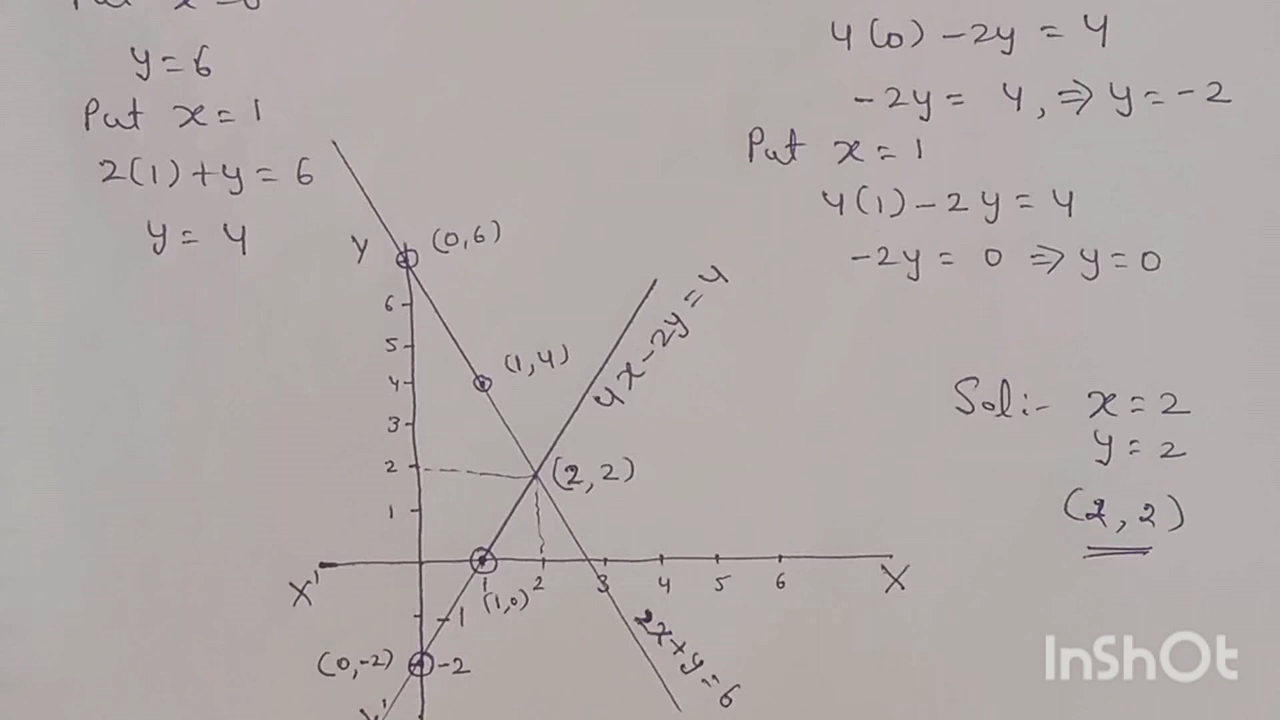 Put x=0
y=6
Put x=1
2(1)+y=6
y=4
4(0)-2y=4
-2y= 4, ⇒ y=-2
Put x=1
4(1)-2y=4
-2y= 0 ⇒ y=0
Y
(0,6)
6
5
(1,4)
4
3
2
(2,2)
1
4x-2y=4
X'
1
2
3
4
5
6
X
(1,0)
-1
(0,-2)
-2
2x+y=6
Sol:- x=2
y=2
(2,2)
InShOt